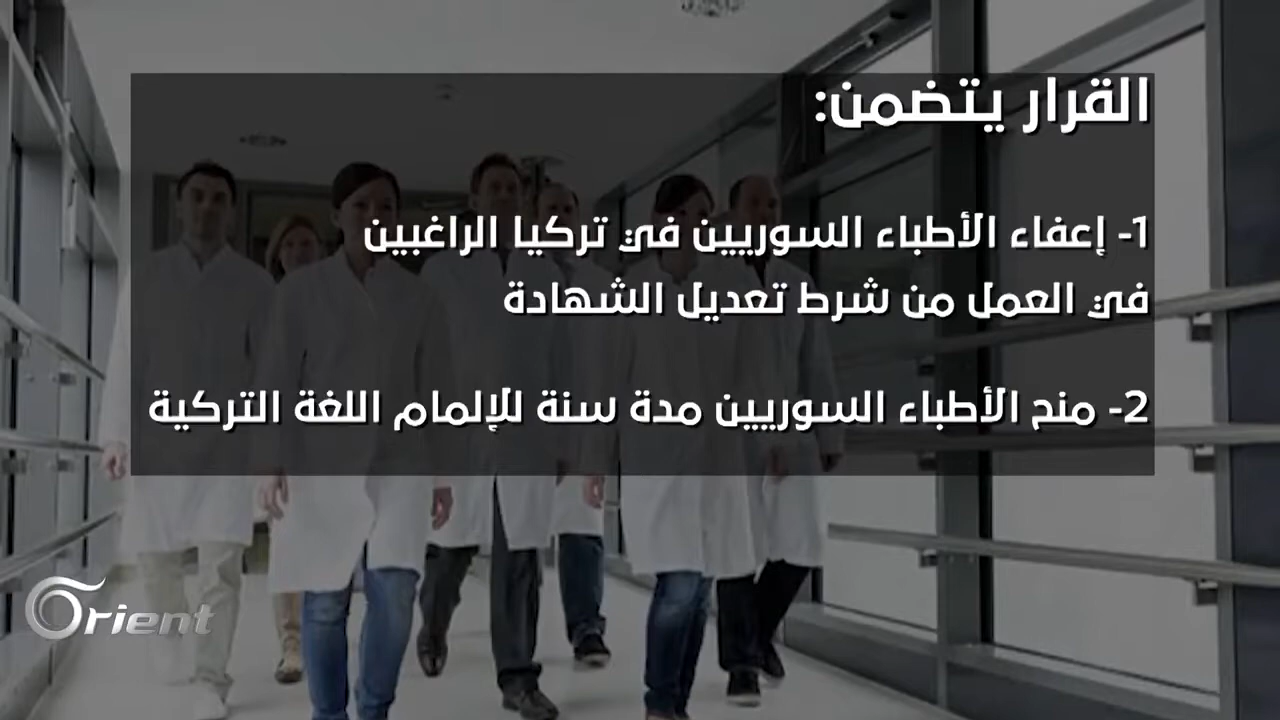 القرار يتضمن:
1- إعفاء الأطباء السوريين في تركيا الراغبين
في العمل من شرط تعديل الشهادة
2- منح الأطباء السوريين مدة سنة للإلمام اللغة التركية
Orient